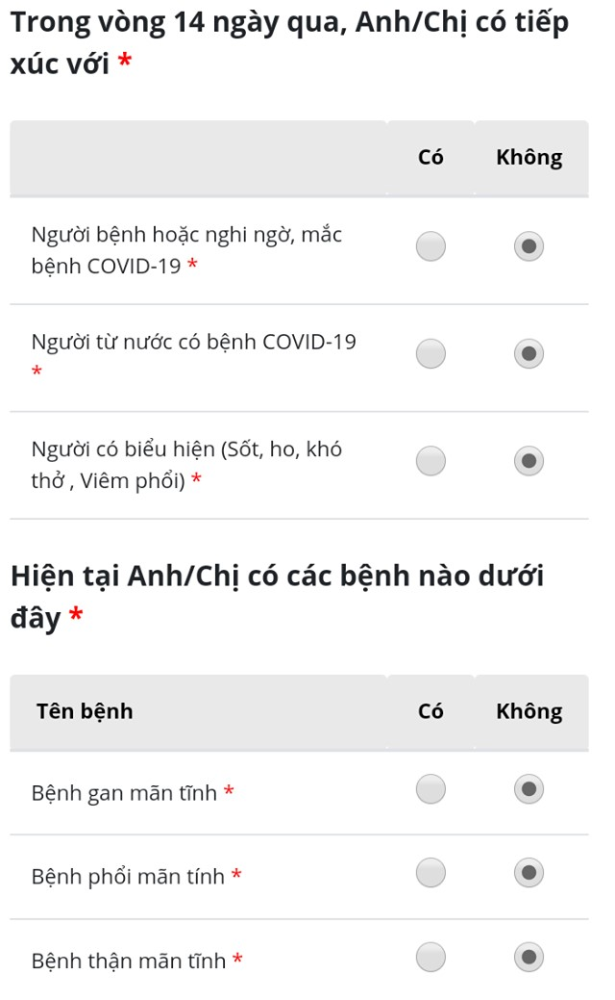 Trong vòng 14 ngày qua, Anh/Chị có tiếp
xúc với *
Có Không
Người bệnh hoặc nghi ngờ, mắc
bệnh COVID-19 *
Người từ nước có bệnh COVID-19
*
Người có biểu hiện (Sốt, ho, khó
thở , Viêm phổi) *
Hiện tại Anh/Chị có các bệnh nào dưới
đây *
Tên bệnh Có Không
Bệnh gan mãn tĩnh *
Bệnh phổi mãn tính *
Bệnh thận mãn tĩnh *